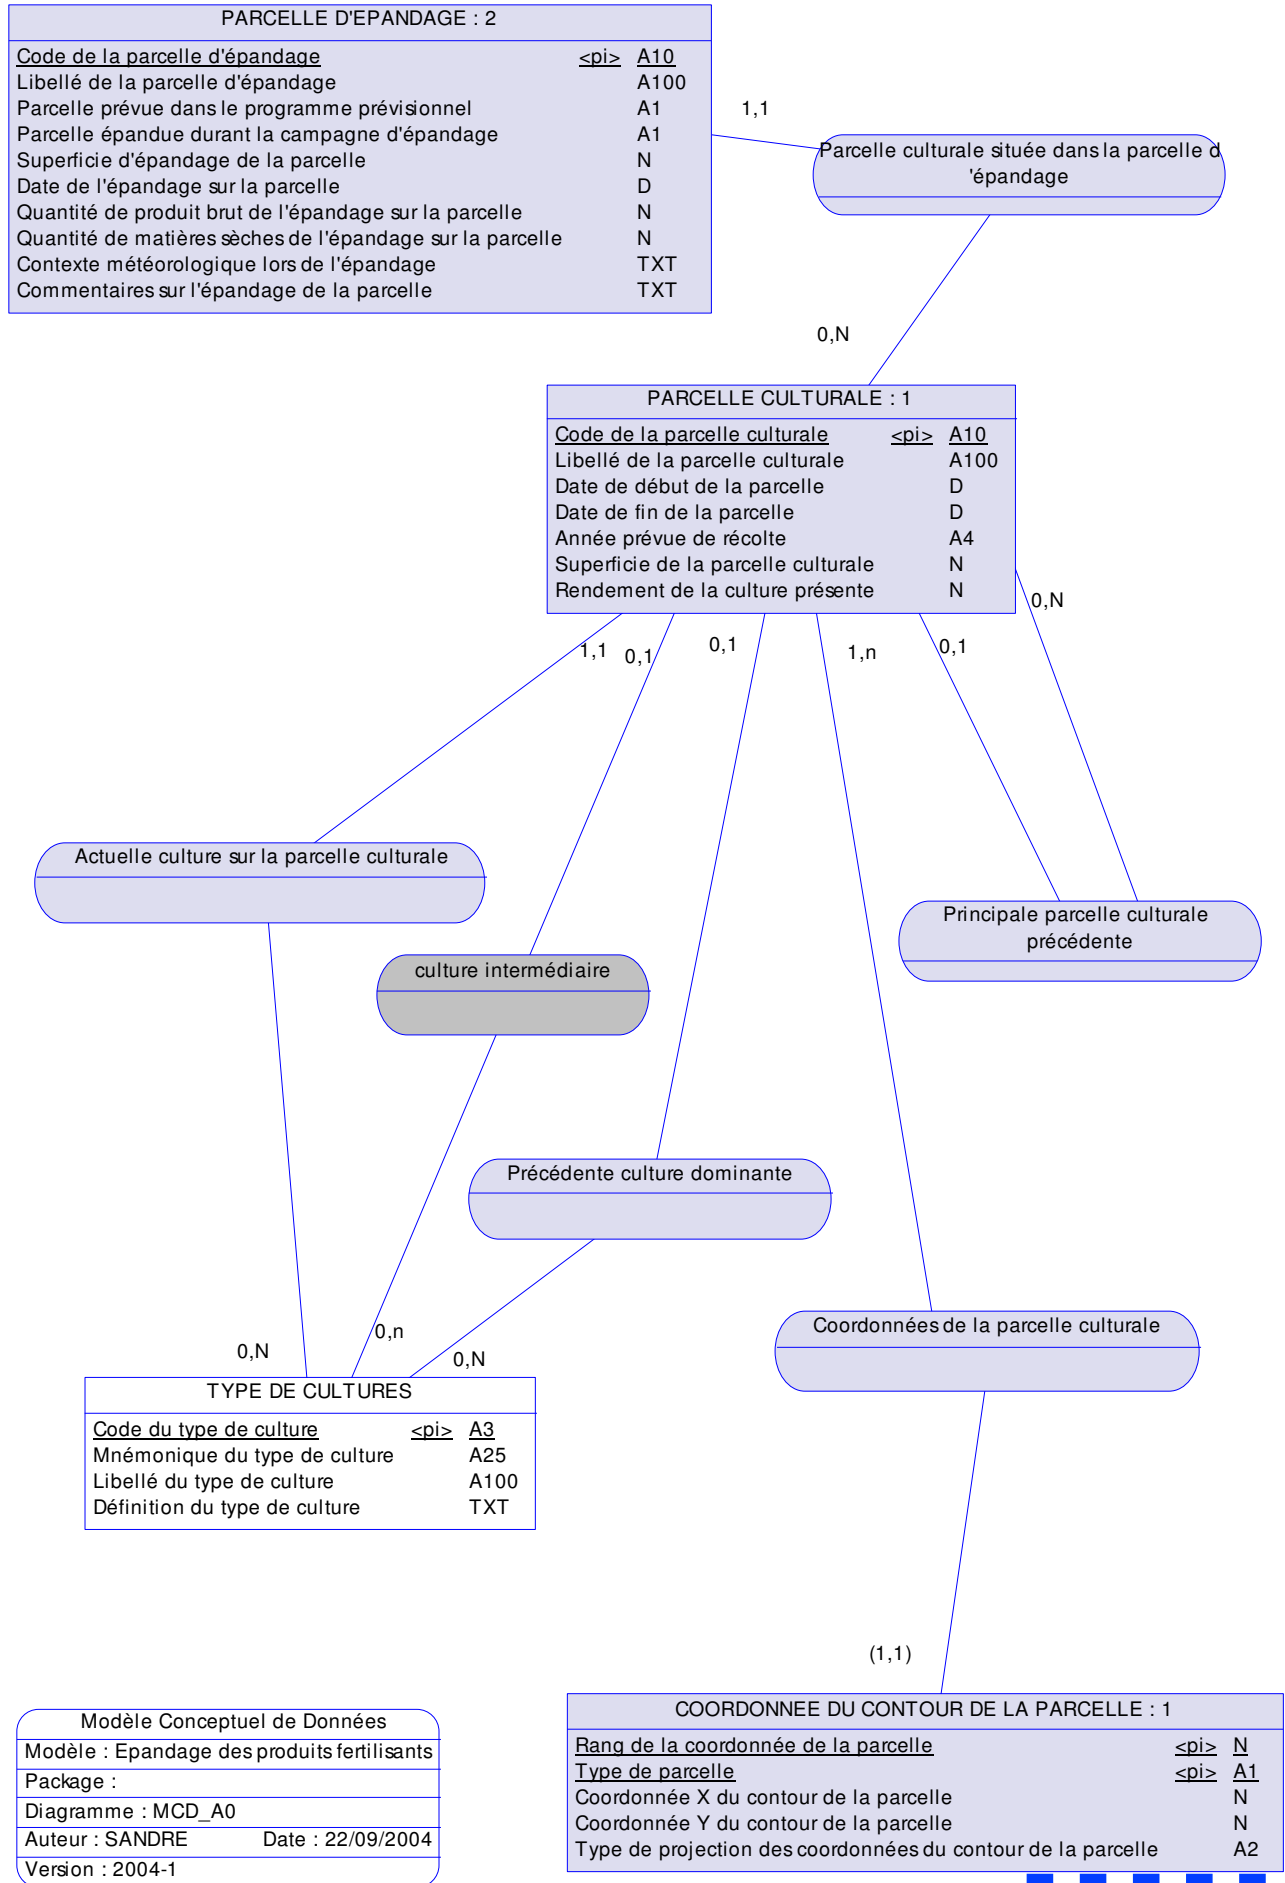 PARCELLE D'EPANDAGE : 2
Code de la parcelle d'épandage <pi> A10
Libellé de la parcelle d'épandage A100
Parcelle prévue dans le programme prévisionnel A1
Parcelle épandue durant la campagne d'épandage A1
Superficie d'épandage de la parcelle N
Date de l'épandage sur la parcelle D
Quantité de produit brut de l'épandage sur la parcelle N
Quantité de matières sèches de l'épandage sur la parcelle N
Contexte météorologique lors de l'épandage TXT
Commentaires sur l'épandage de la parcelle TXT
1,1
Parcelle culturale située dans la parcelle d
'épandage
0,N
PARCELLE CULTURALE : 1
Code de la parcelle culturale <pi> A10
Libellé de la parcelle culturale A100
Date de début de la parcelle D
Date de fin de la parcelle D
Année prévue de récolte A4
Superficie de la parcelle culturale N
Rendement de la culture présente N
0,N
1,1 0,1 0,1 1,n 0,1
Actuelle culture sur la parcelle culturale
Principale parcelle culturale
précédente
culture intermédiaire
Précédente culture dominante
Coordonnées de la parcelle culturale
0,N 0,n 0,N
TYPE DE CULTURES
Code du type de culture <pi> A3
Mnémonique du type de culture A25
Libellé du type de culture A100
Définition du type de culture TXT
(1,1)
COORDONNEE DU CONTOUR DE LA PARCELLE : 1
Rang de la coordonnée de la parcelle <pi> N
Type de parcelle <pi> A1
Coordonnée X du contour de la parcelle N
Coordonnée Y du contour de la parcelle N
Type de projection des coordonnées du contour de la parcelle A2
Modèle Conceptuel de Données
Modèle : Epandage des produits fertilisants
Package :
Diagramme : MCD_A0
Auteur : SANDRE Date : 22/09/2004
Version : 2004-1